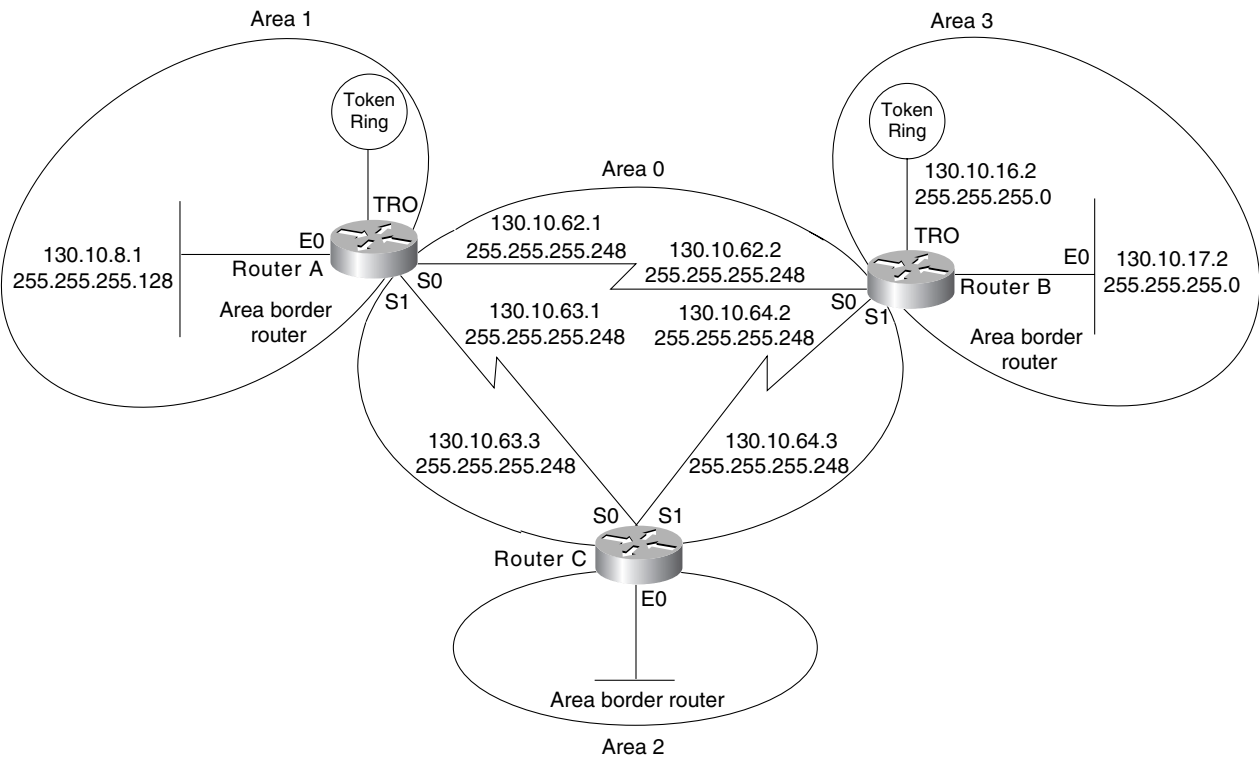 Area 1
Area 3
Token
Ring
Token
Ring
Area 0
130.10.16.2
255.255.255.0
TRO
130.10.62.1
255.255.255.248
130.10.62.2
255.255.255.248
TRO
130.10.8.1
255.255.255.128
E0
Router A
S0
S1
Area border
router
E0
130.10.17.2
255.255.255.0
Router B
S0
S1
130.10.63.1
255.255.255.248
130.10.64.2
255.255.255.248
Area border
router
130.10.63.3
255.255.255.248
130.10.64.3
255.255.255.248
S0
S1
Router C
E0
Area border router
Area 2